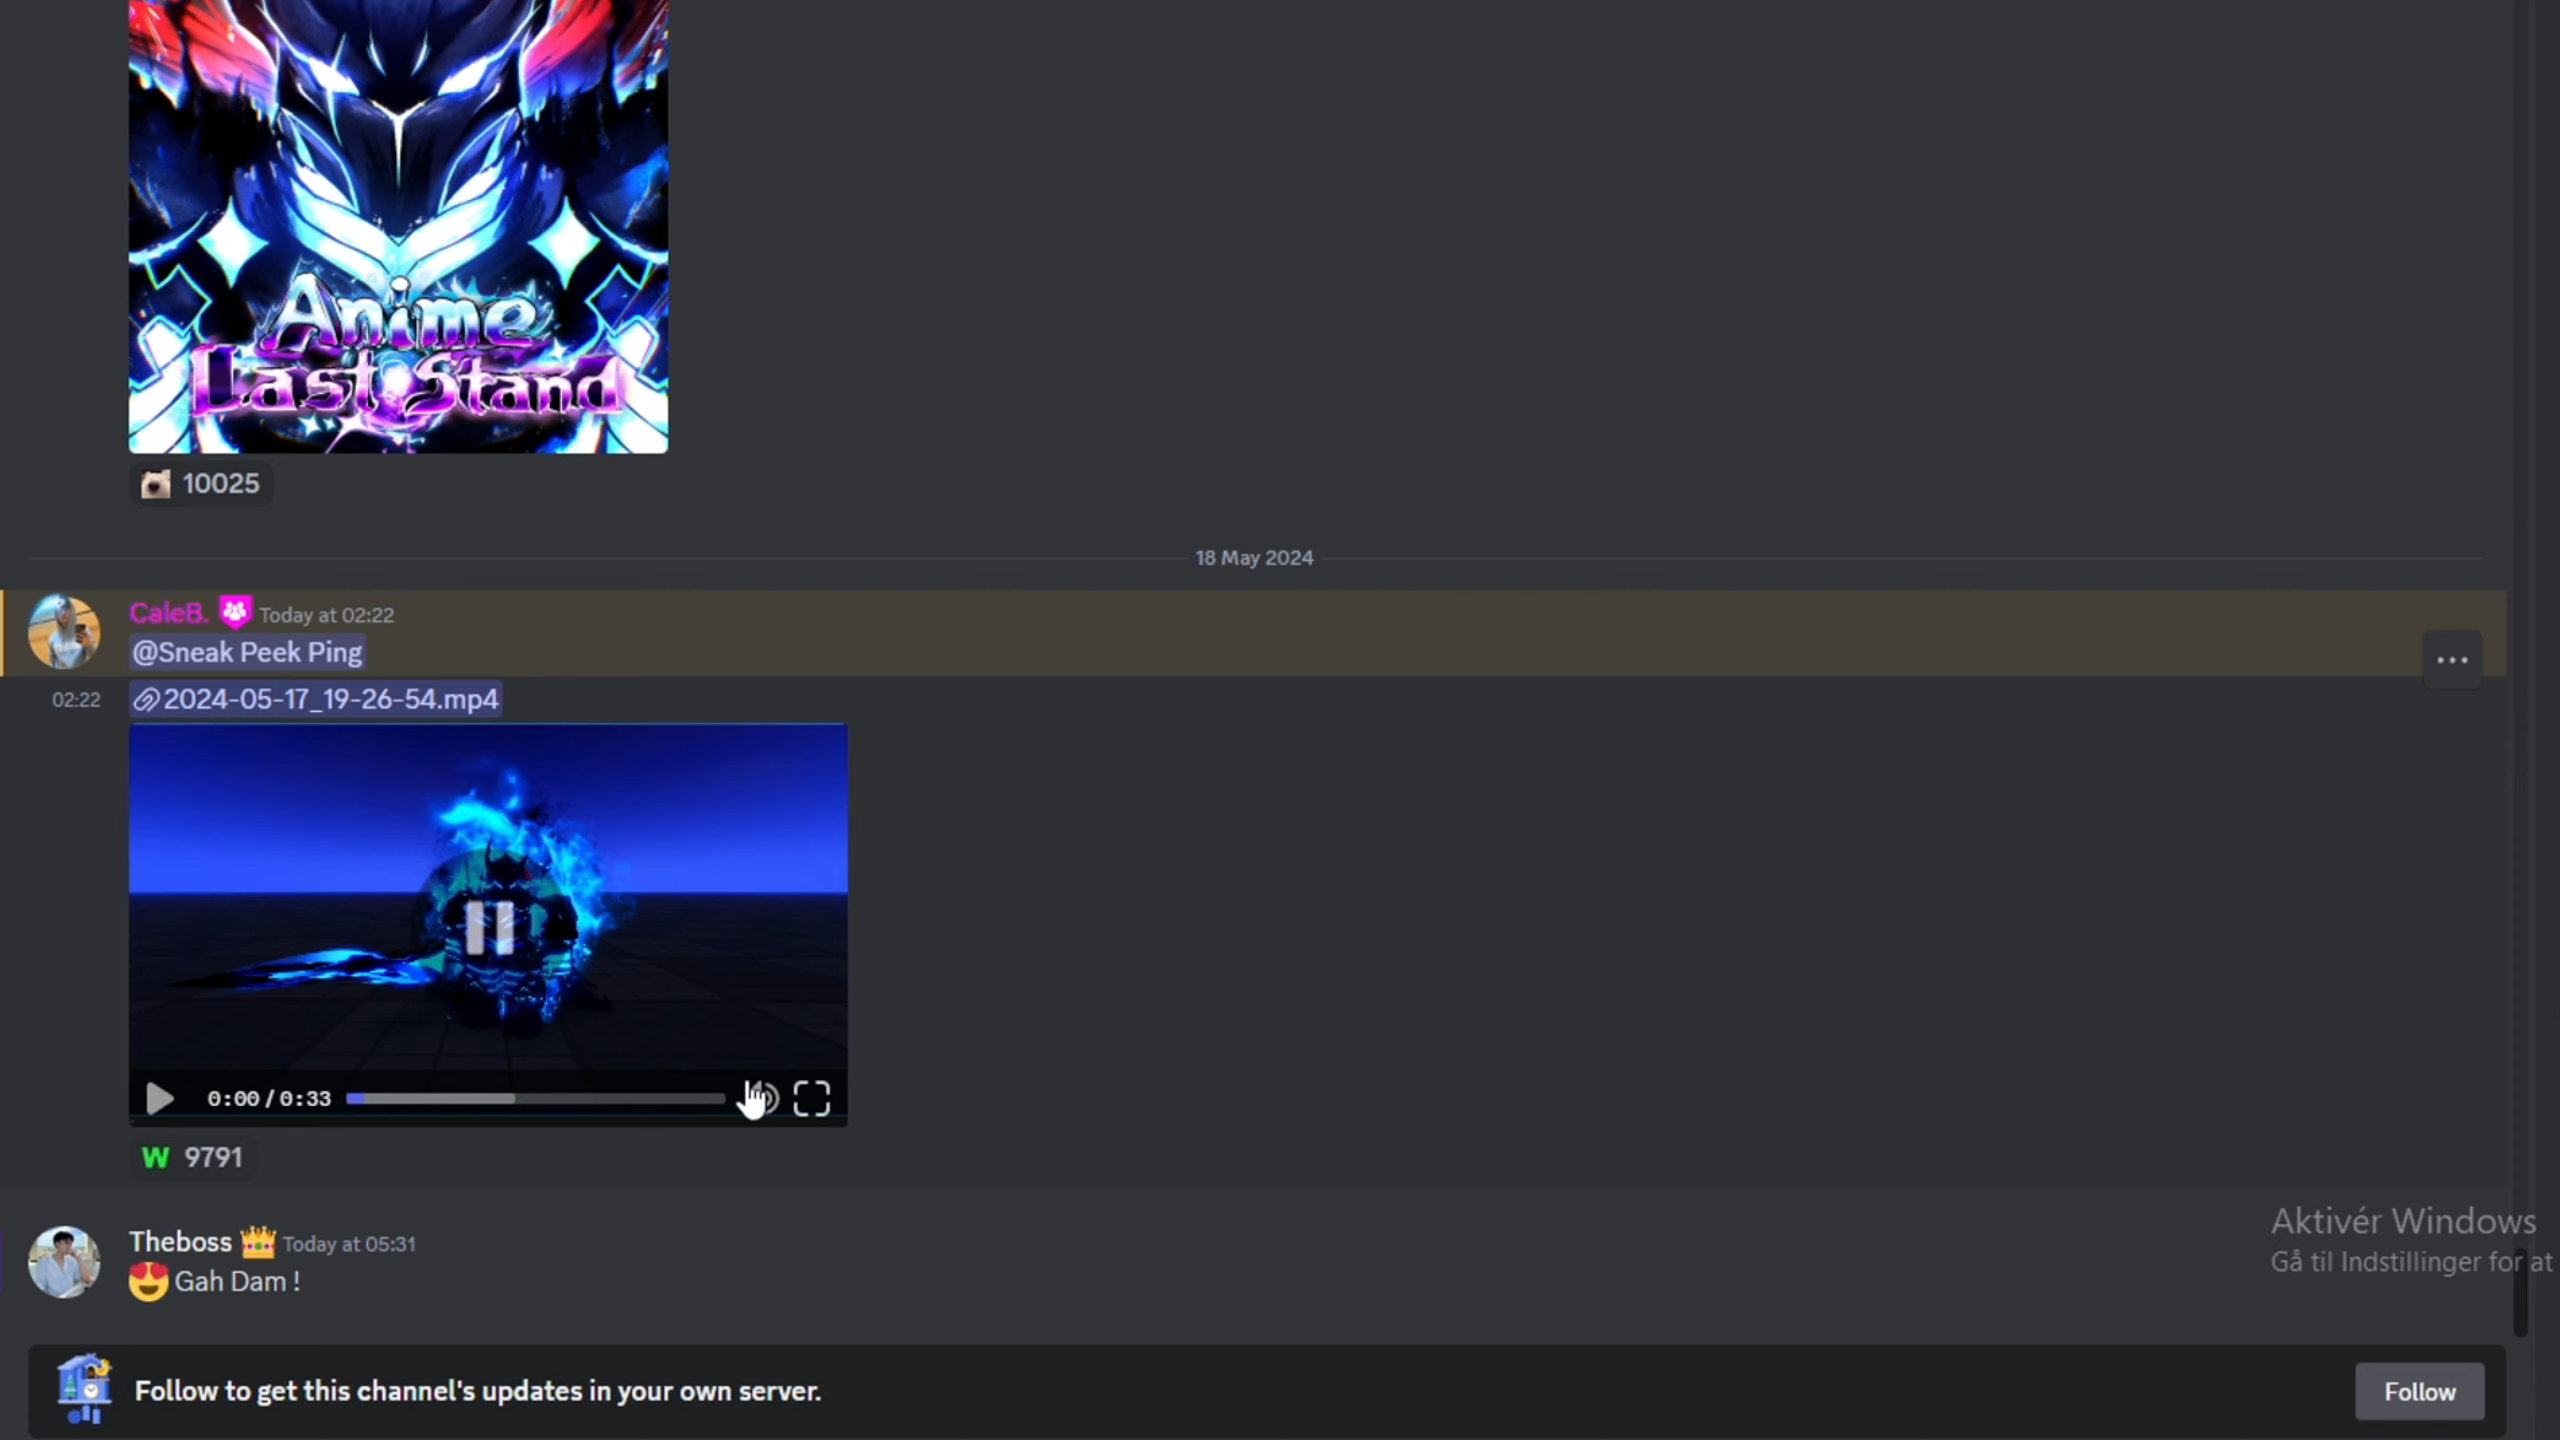 Anime
Last Stand
10025
18 May 2024
CaleB. Today at 02:22
@Sneak Peek Ping
02:22 2024-05-17_19-26-54.mp4
0:00 / 0:33
W 9791
Theboss Today at 05:31
Gah Dam !
Aktivér Windows
Gå til Indstillinger for at
Follow to get this channel's updates in your own server.
Follow